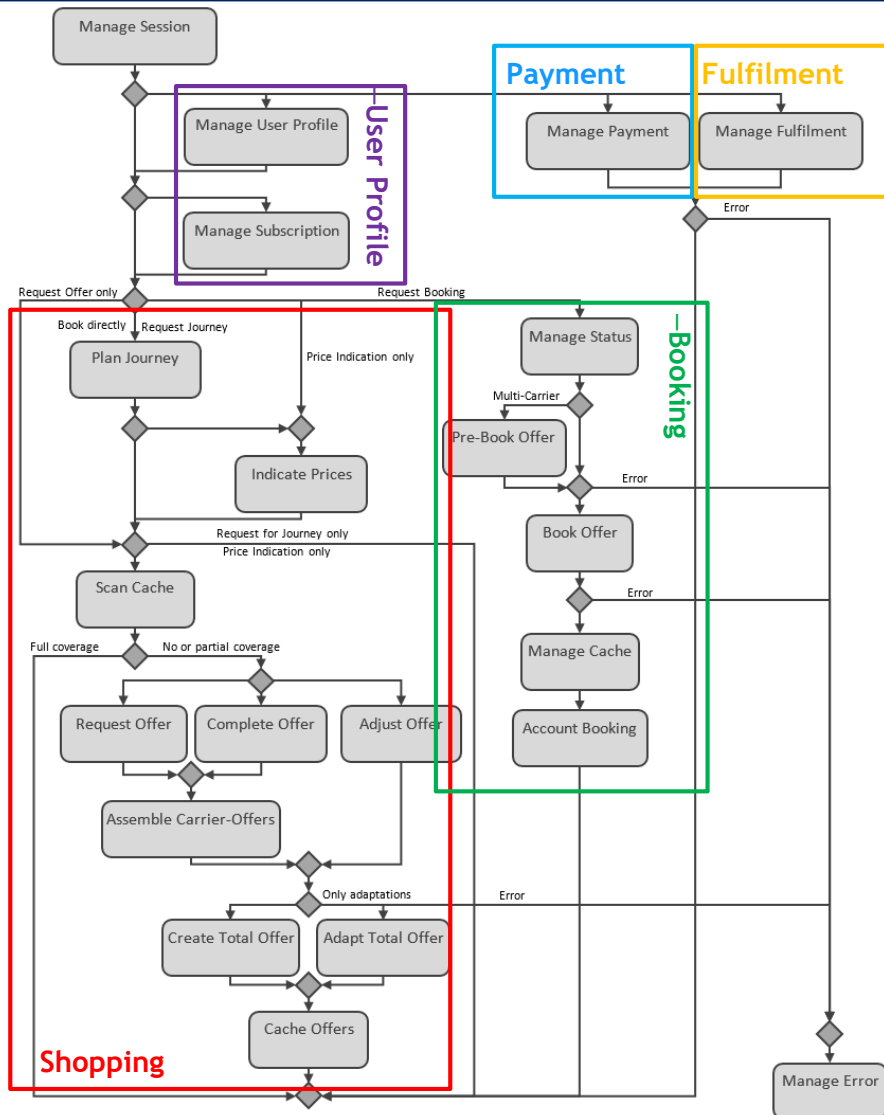 Manage Session
Payment
Fulfilment
—User Profile
Manage User Profile
Manage Payment
Manage Fulfilment
Manage Subscription
Error
Request Offer only
Request Booking
Book directly
Request Journey
—Booking
Manage Status
Plan Journey
Price Indication only
Multi-Carrier
Pre-Book Offer
Indicate Prices
Error
Book Offer
Request for Journey only
Price Indication only
Scan Cache
Error
Full coverage
No or partial coverage
Manage Cache
Request Offer
Complete Offer
Adjust Offer
Account Booking
Assemble Carrier-Offers
Only adaptations
Error
Create Total Offer
Adapt Total Offer
Cache Offers
Shopping
Manage Error